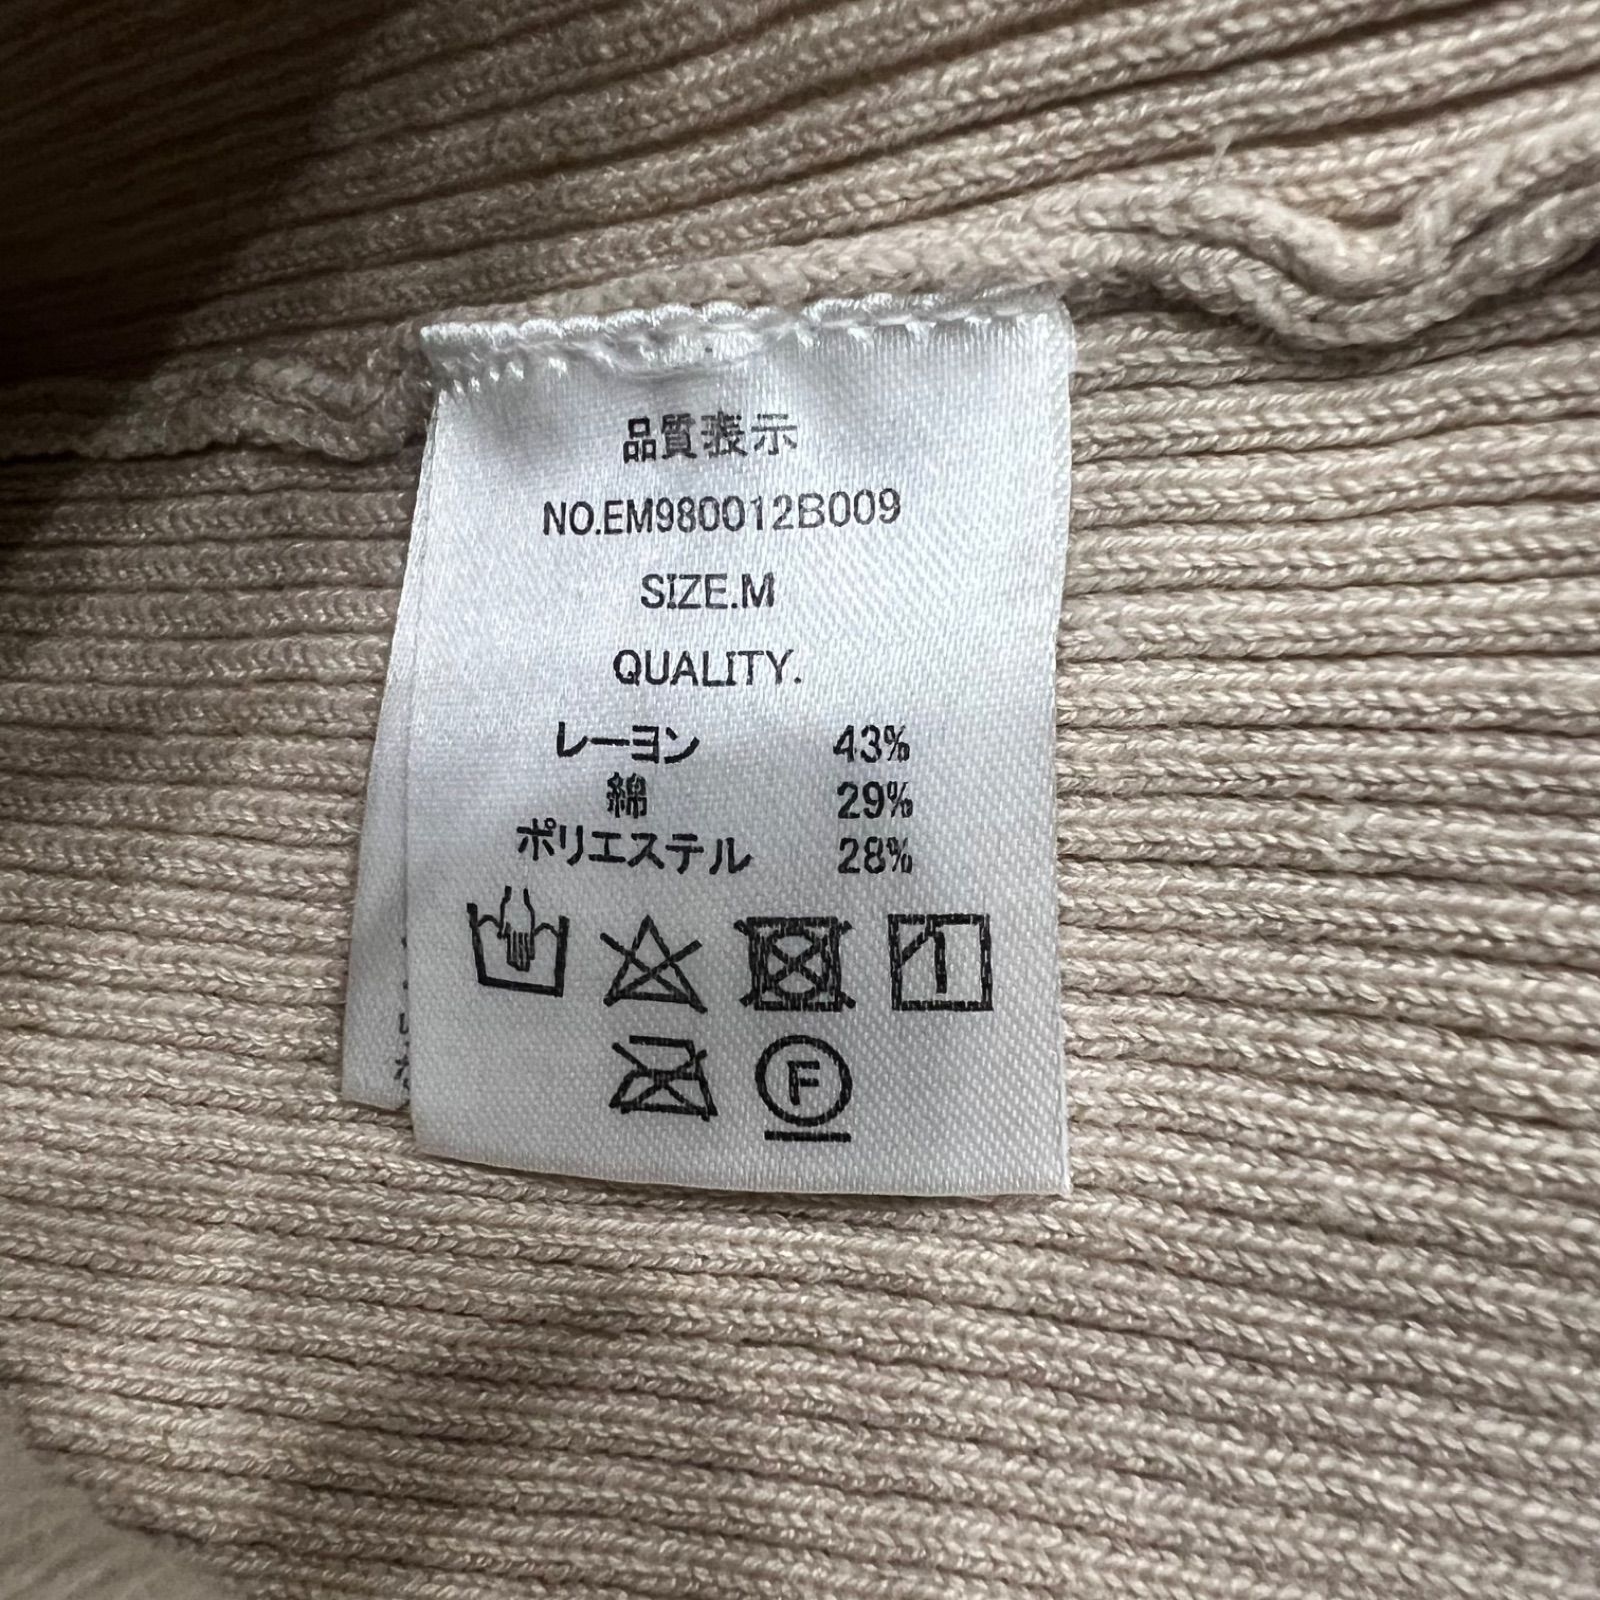 品質表示
NO.EM980012B009
SIZE.M
QUALITY.
レーヨン 43%
綿 29%
ポリエステル 28%
F